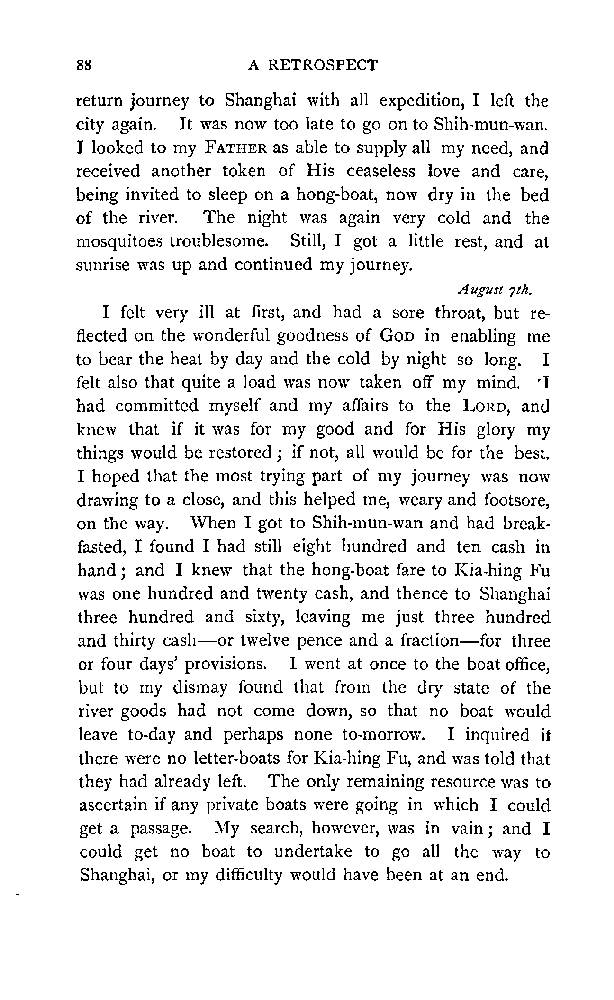 88 A RETROSPECT
return journey to Shanghai with all expedition, I left the
city again. It was now too late to go on to Shih-mun-wan.
I looked to my FATHER as able to supply all my need, and
received another token of His ceaseless love and care,
being invited to sleep on a hong-boat, now dry in the bed
of the river. The night was again very cold and the
mosquitoes troublesome. Still, I got a little rest, and at
sunrise was up and continued my journey.
August 7th.
I felt very ill at first, and had a sore throat, but re-
flected on the wonderful goodness of GOD in enabling me
to bear the heat by day and the cold by night so long. I
felt also that quite a load was now taken off my mind. I
had committed myself and my affairs to the LORD, and
knew that if it was for my good and for His glory my
things would be restored; if not, all would be for the best.
I hoped that the most trying part of my journey was now
drawing to a close, and this helped me, weary and footsore,
on the way. When I got to Shih-mun-wan and had break-
fasted, I found I had still eight hundred and ten cash in
hand; and I knew that the hong-boat fare to Kia-hing Fu
was one hundred and twenty cash, and thence to Shanghai
three hundred and sixty, leaving me just three hundred
and thirty cash—or twelve pence and a fraction—for three
or four days' provisions. I went at once to the boat office,
but to my dismay found that from the dry state of the
river goods had not come down, so that no boat would
leave to-day and perhaps none to-morrow. I inquired if
there were no letter-boats for Kia-hing Fu, and was told that
they had already left. The only remaining resource was to
ascertain if any private boats were going in which I could
get a passage. My search, however, was in vain; and I
could get no boat to undertake to go all the way to
Shanghai, or my difficulty would have been at an end.